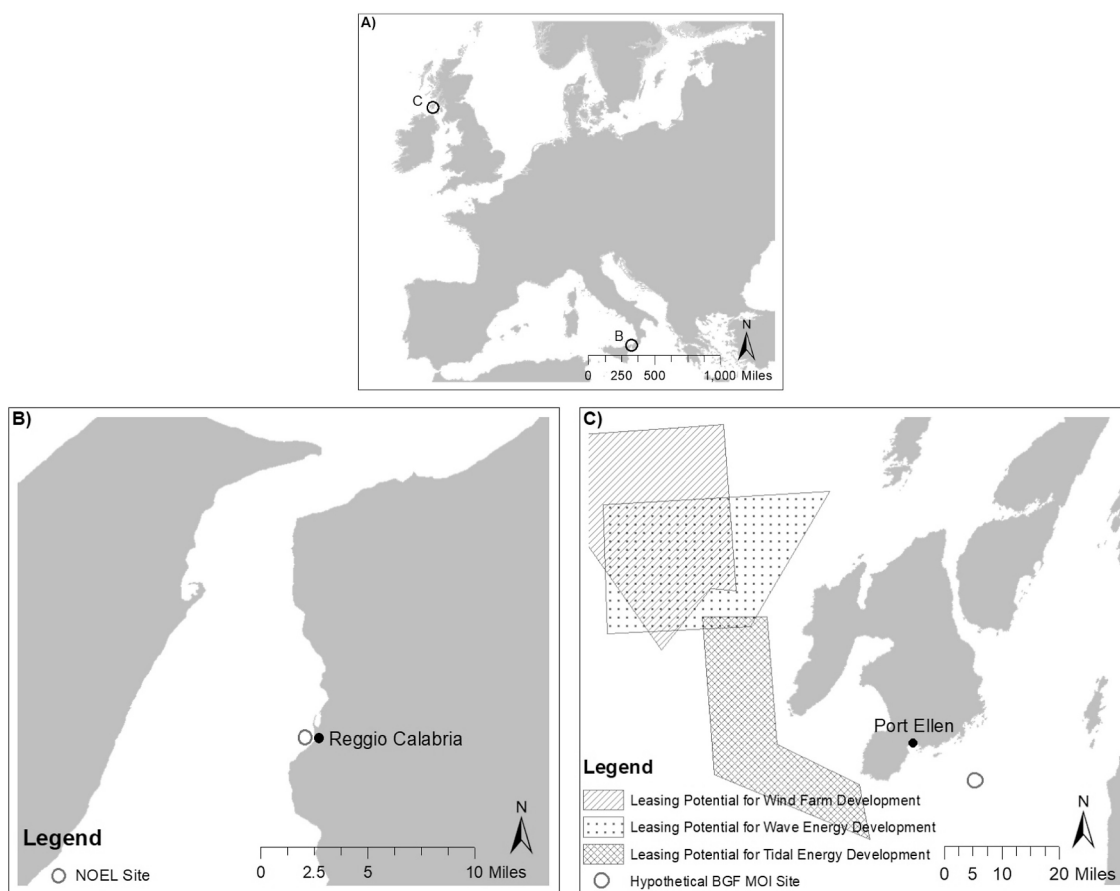 A)
C
B
N
0 250 500 1,000 Miles
B)
Reggio Calabria
Legend
NOEL Site
N
0 2.5 5 10 Miles
C)
Port Ellen
Legend
Leasing Potential for Wind Farm Development
Leasing Potential for Wave Energy Development
Leasing Potential for Tidal Energy Development
Hypothetical BGF MOI Site
N
0 5 10 20 Miles